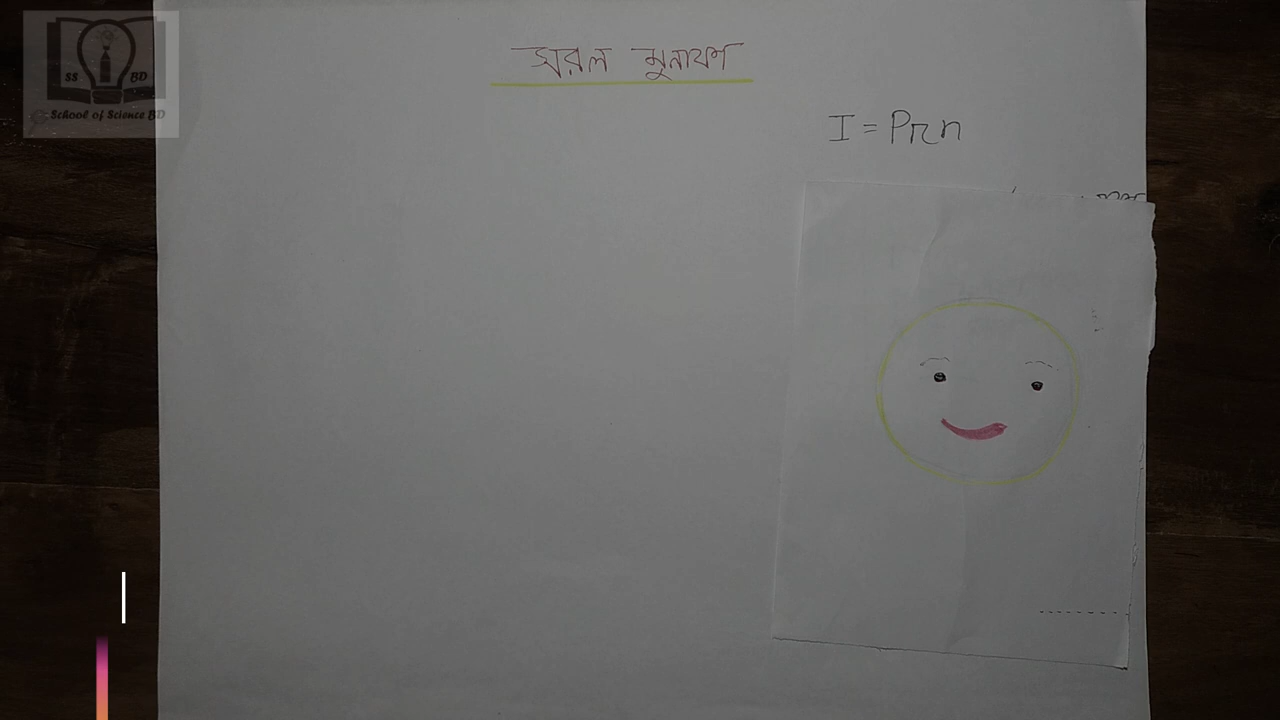 SS BD
School of Science BD
সরল মুনাফা
I = Prn